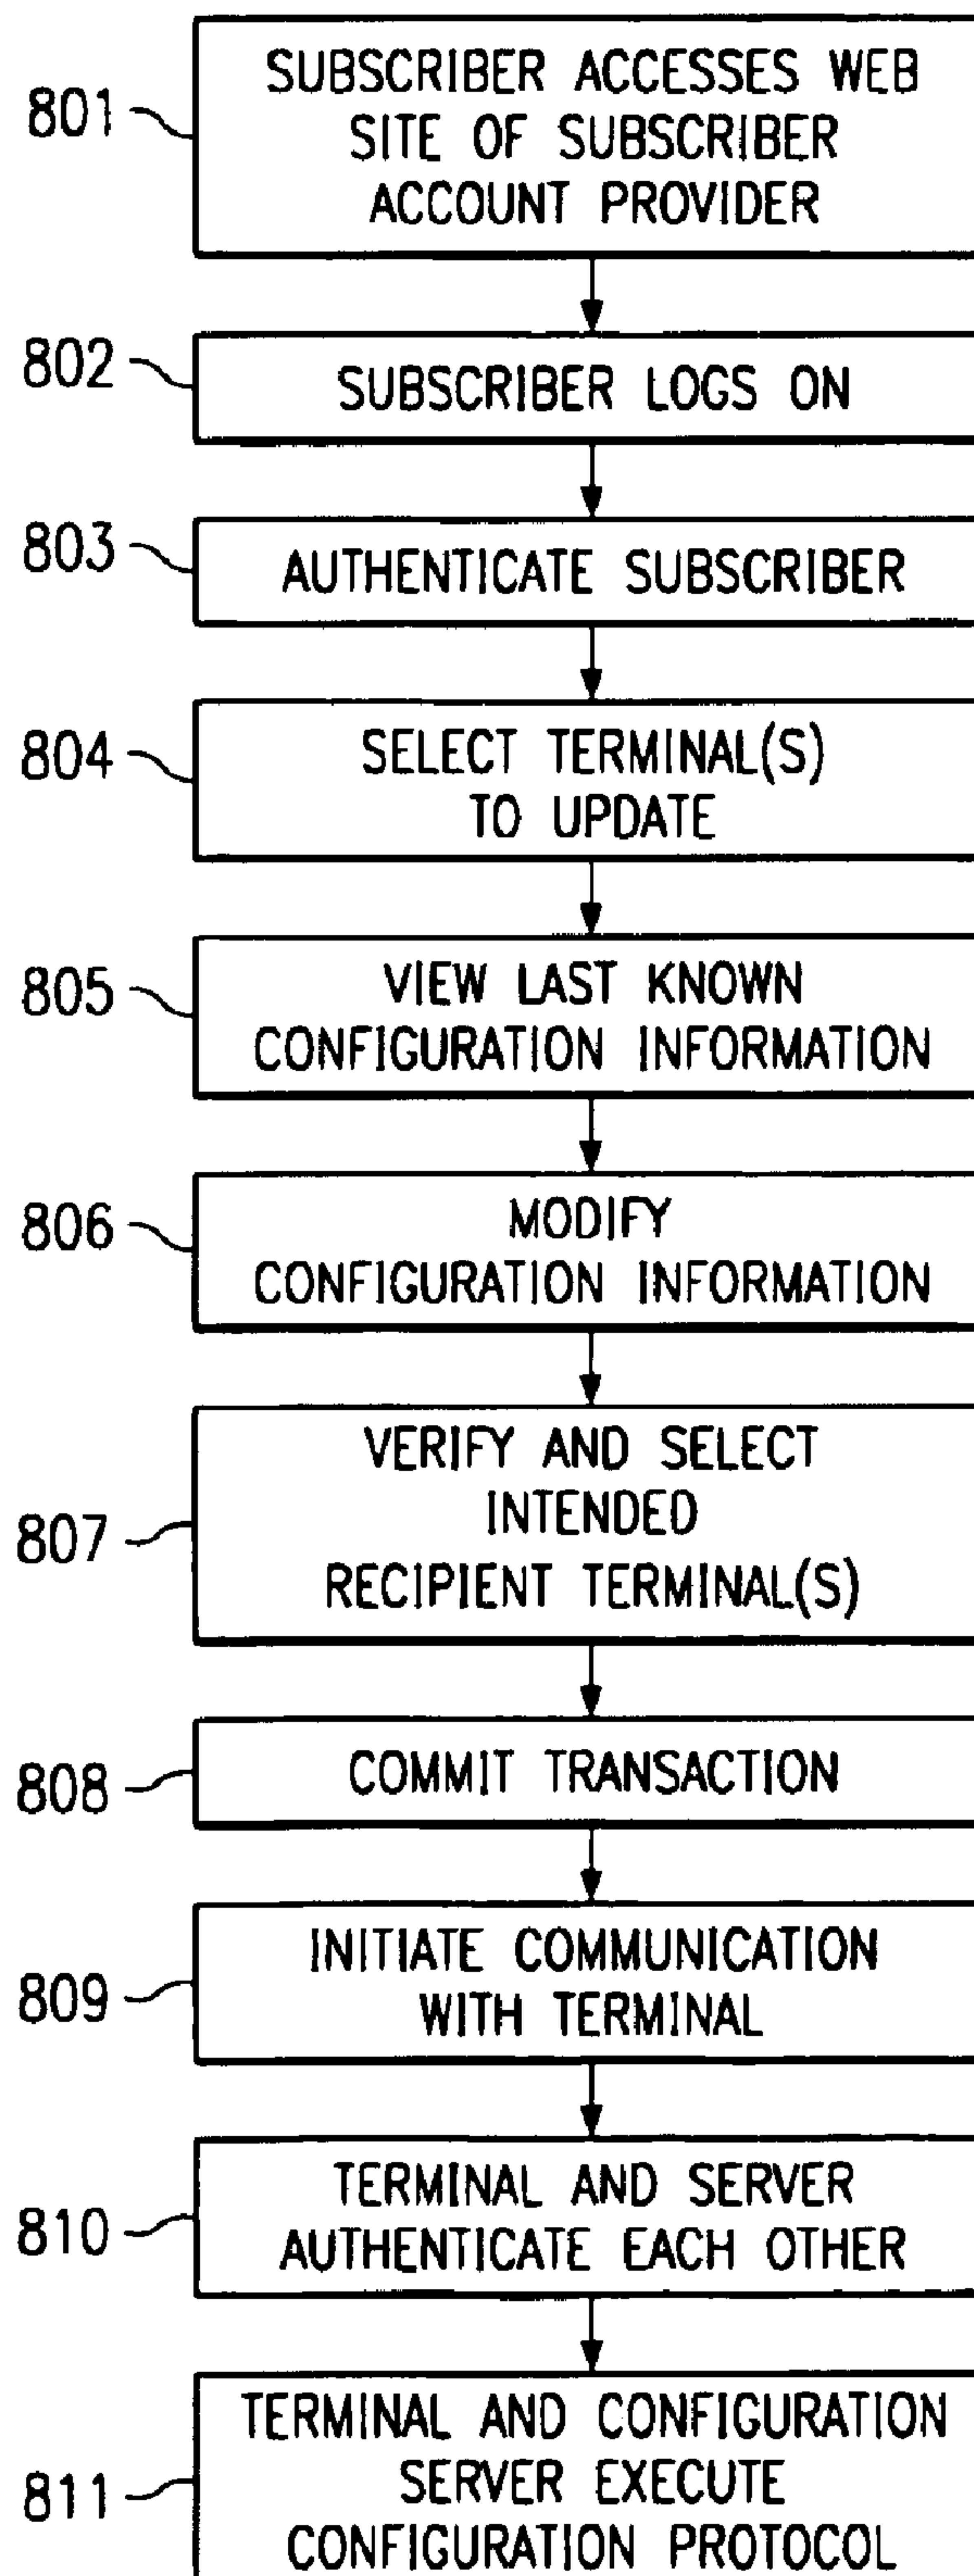 801
SUBSCRIBER ACCESSES WEB
SITE OF SUBSCRIBER
ACCOUNT PROVIDER
802
SUBSCRIBER LOGS ON
803
AUTHENTICATE SUBSCRIBER
804
SELECT TERMINAL(S)
TO UPDATE
805
VIEW LAST KNOWN
CONFIGURATION INFORMATION
806
MODIFY
CONFIGURATION INFORMATION
807
VERIFY AND SELECT
INTENDED
RECIPIENT TERMINAL(S)
808
COMMIT TRANSACTION
809
INITIATE COMMUNICATION
WITH TERMINAL
810
TERMINAL AND SERVER
AUTHENTICATE EACH OTHER
811
TERMINAL AND CONFIGURATION
SERVER EXECUTE
CONFIGURATION PROTOCOL